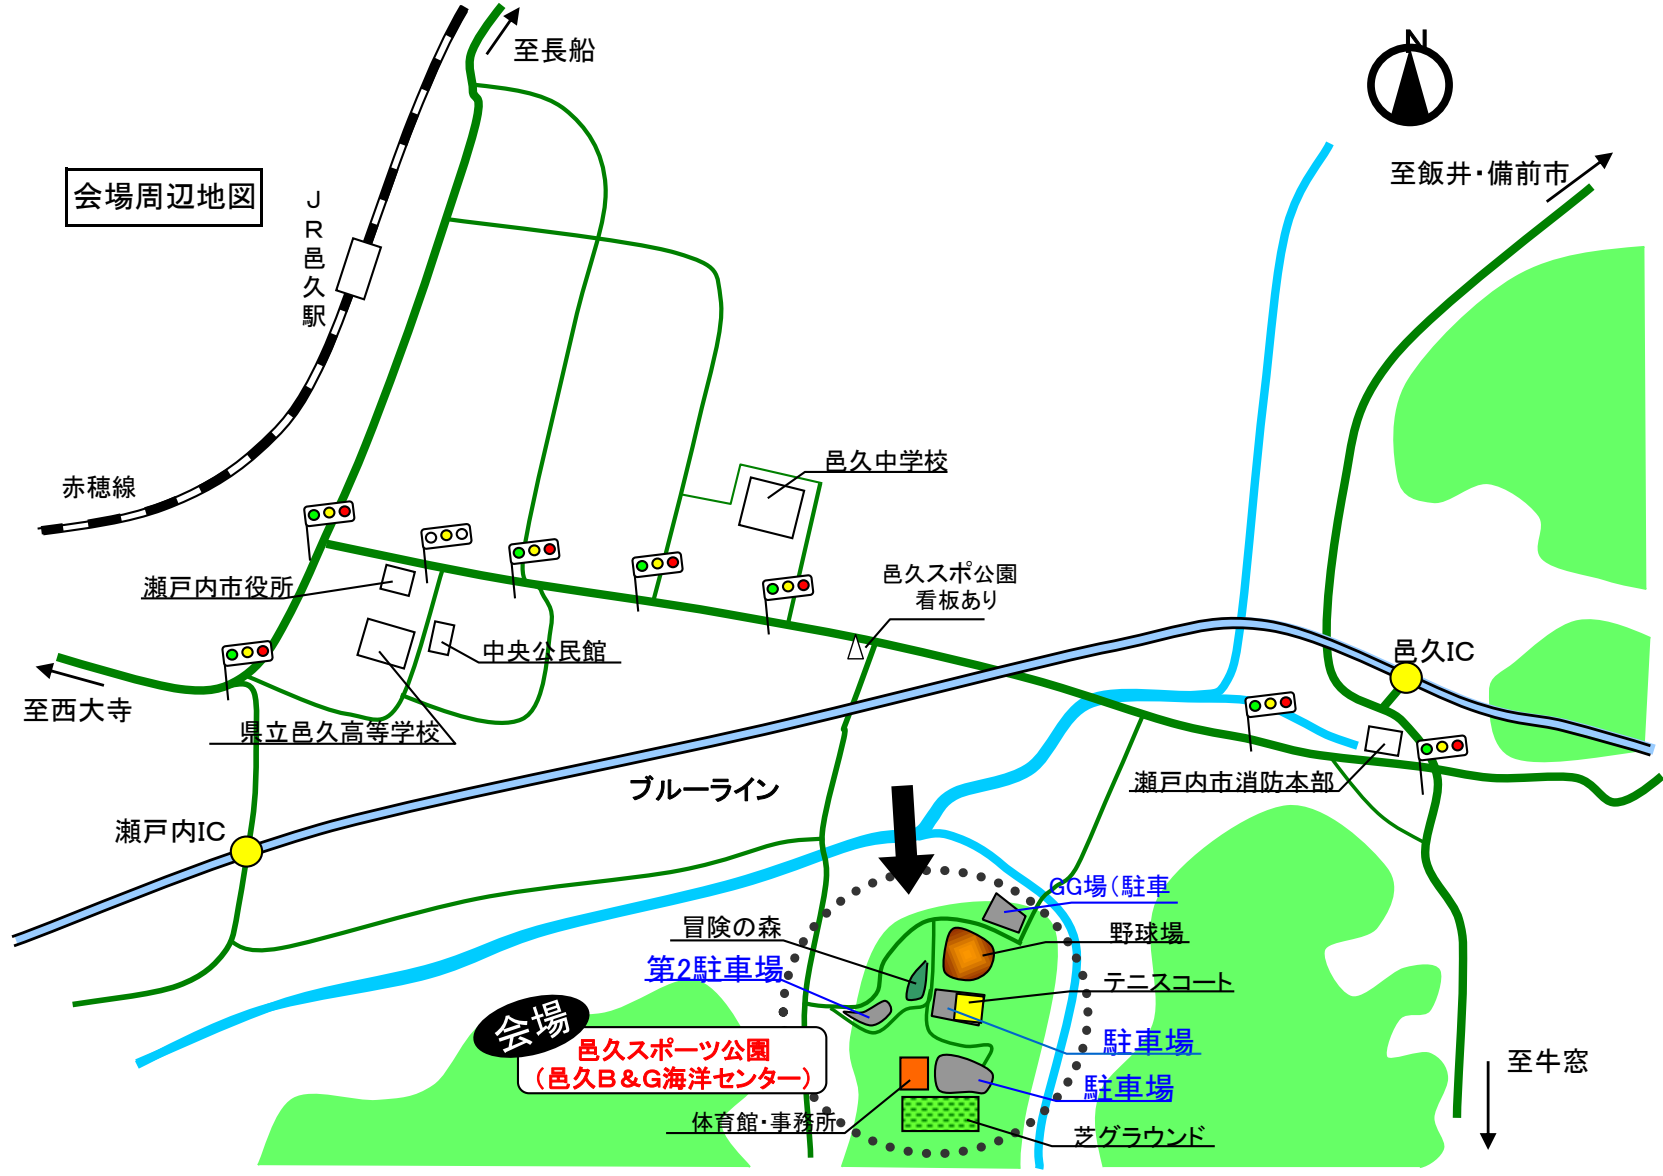 至長船
N
至飯井・備前市
会場周辺地図
JR邑久駅
赤穂線
邑久中学校
瀬戸内市役所
邑久スポ公園
看板あり
中央公民館
邑久IC
至西大寺
県立邑久高等学校
ブルーライン
瀬戸内市消防本部
瀬戸内IC
GG場（駐車
冒険の森
野球場
第2駐車場
テニスコート
会場
邑久スポーツ公園
（邑久B&G海洋センター）
駐車場
駐車場
至牛窓
体育館・事務所
芝グラウンド